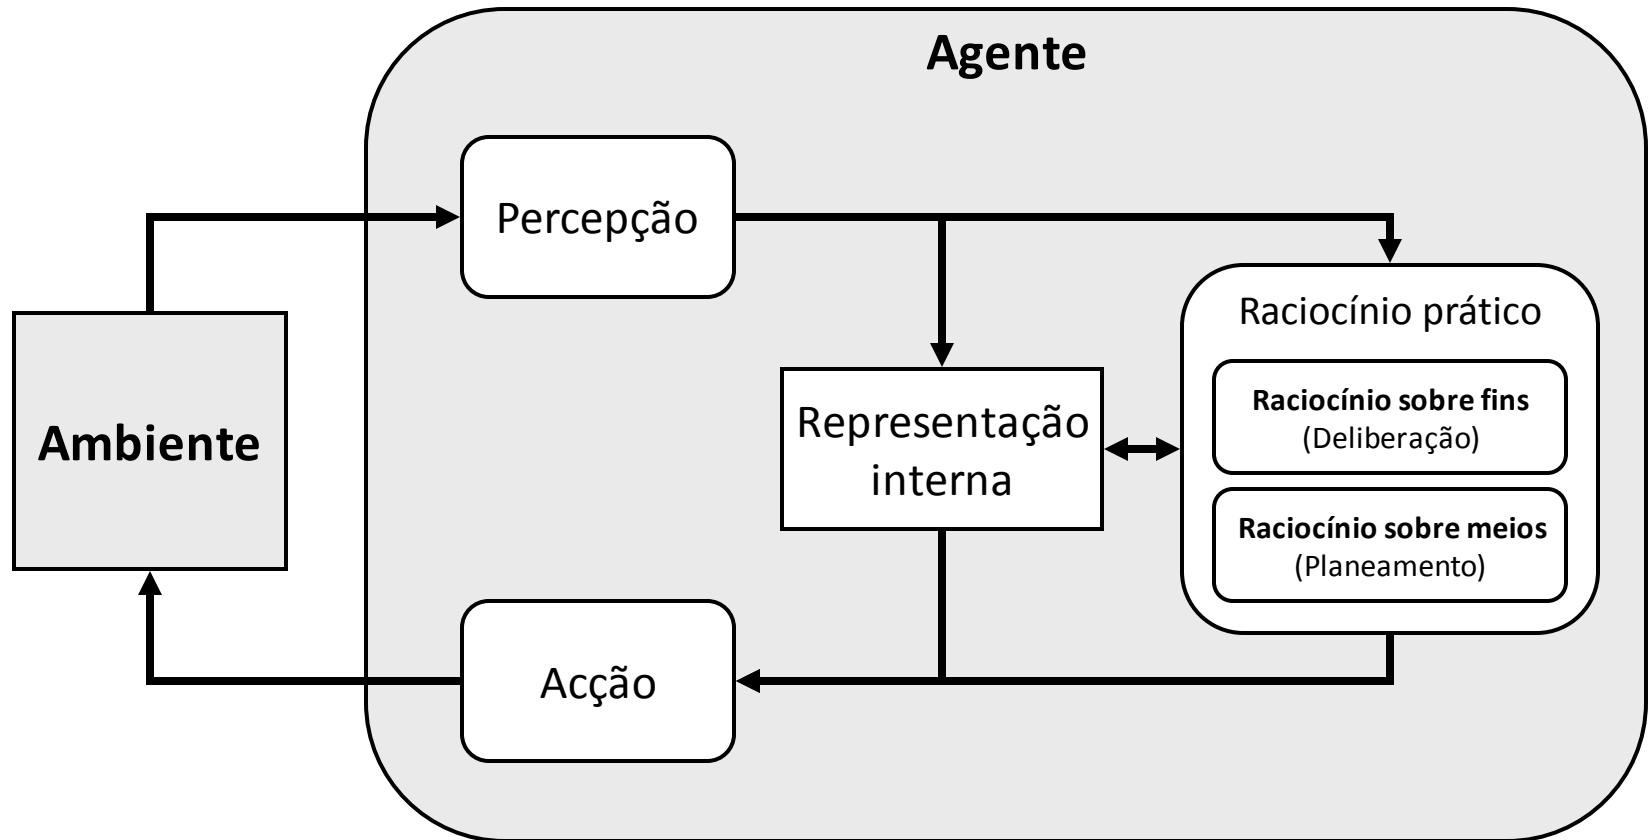 Agente
Percepção
Raciocínio prático
Raciocínio sobre fins
(Deliberação)
Ambiente
Representação
interna
Raciocínio sobre meios
(Planeamento)
Acção